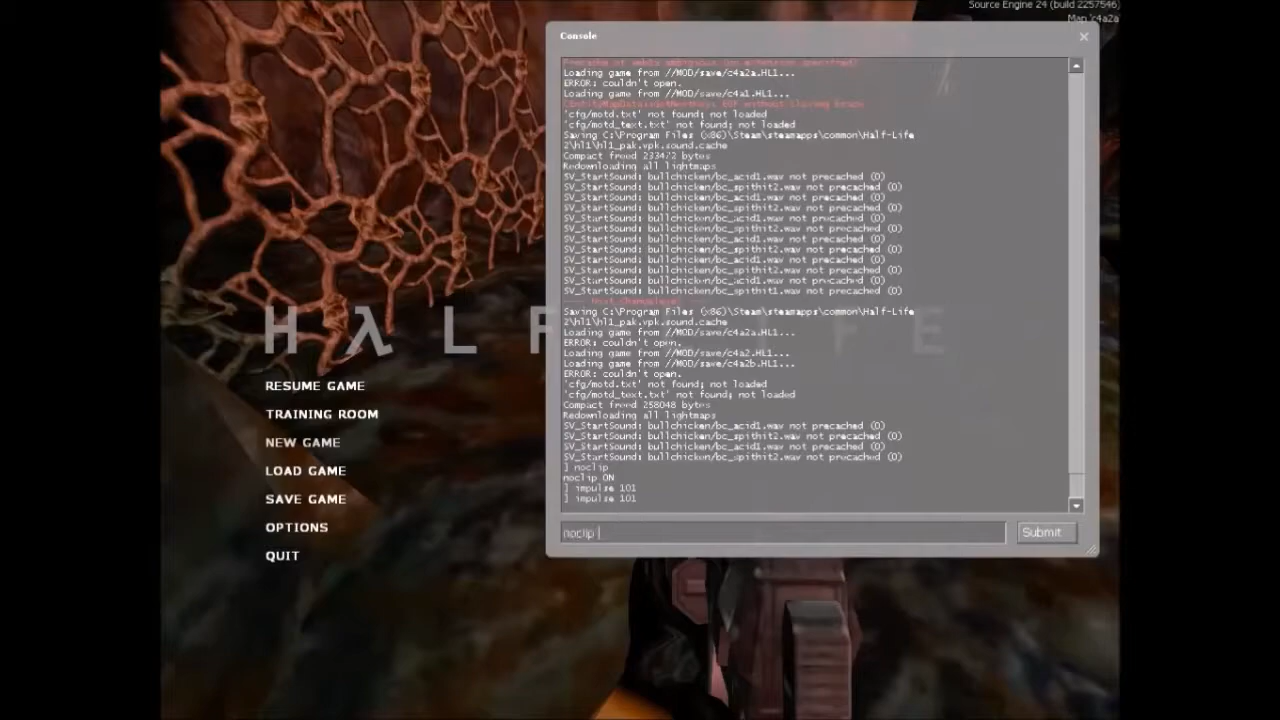 Source Engine 24 (build 2257546)
Map 'c4a2a'
Console
Loading game from //MOD/save/c4a2a.HL1...
ERROR: couldn't open.
Loading game from //MOD/save/c4a1.HL1...
'cfg/motd.txt' not found; not loaded
'cfg/motd_text.txt' not found; not loaded
Saving C:\Program Files (x86)\Steam\steamapps\common\Half-Life
2\hl1\hl1_pak.vpk.sound.cache
Compact freed 233472 bytes
Redownloading all lightmaps
SV_StartSound: bullchicken/bc_acid1.wav not precached (0)
SV_StartSound: bullchicken/bc_spithit2.wav not precached (0)
SV_StartSound: bullchicken/bc_acid1.wav not precached (0)
SV_StartSound: bullchicken/bc_spithit2.wav not precached (0)
SV_StartSound: bullchicken/bc_acid1.wav not precached (0)
SV_StartSound: bullchicken/bc_spithit2.wav not precached (0)
SV_StartSound: bullchicken/bc_acid1.wav not precached (0)
SV_StartSound: bullchicken/bc_spithit2.wav not precached (0)
SV_StartSound: bullchicken/bc_acid1.wav not precached (0)
SV_StartSound: bullchicken/bc_spithit2.wav not precached (0)
SV_StartSound: bullchicken/bc_acid1.wav not precached (0)
SV_StartSound: bullchicken/bc_spithit1.wav not precached (0)
Saving C:\Program Files (x86)\Steam\steamapps\common\Half-Life
2\hl1\hl1_pak.vpk.sound.cache
Loading game from //MOD/save/c4a2a.HL1...
ERROR: couldn't open.
Loading game from //MOD/save/c4a2.HL1...
Loading game from //MOD/save/c4a2b.HL1...
ERROR: couldn't open.
'cfg/motd.txt' not found; not loaded
'cfg/motd_text.txt' not found; not loaded
Compact freed 258048 bytes
Redownloading all lightmaps
SV_StartSound: bullchicken/bc_acid1.wav not precached (0)
SV_StartSound: bullchicken/bc_spithit2.wav not precached (0)
SV_StartSound: bullchicken/bc_acid1.wav not precached (0)
SV_StartSound: bullchicken/bc_spithit2.wav not precached (0)
] noclip
noclip ON
] impulse 101
] impulse 101
noclip
Submit
HλLF LIFE
RESUME GAME
TRAINING ROOM
NEW GAME
LOAD GAME
SAVE GAME
OPTIONS
QUIT